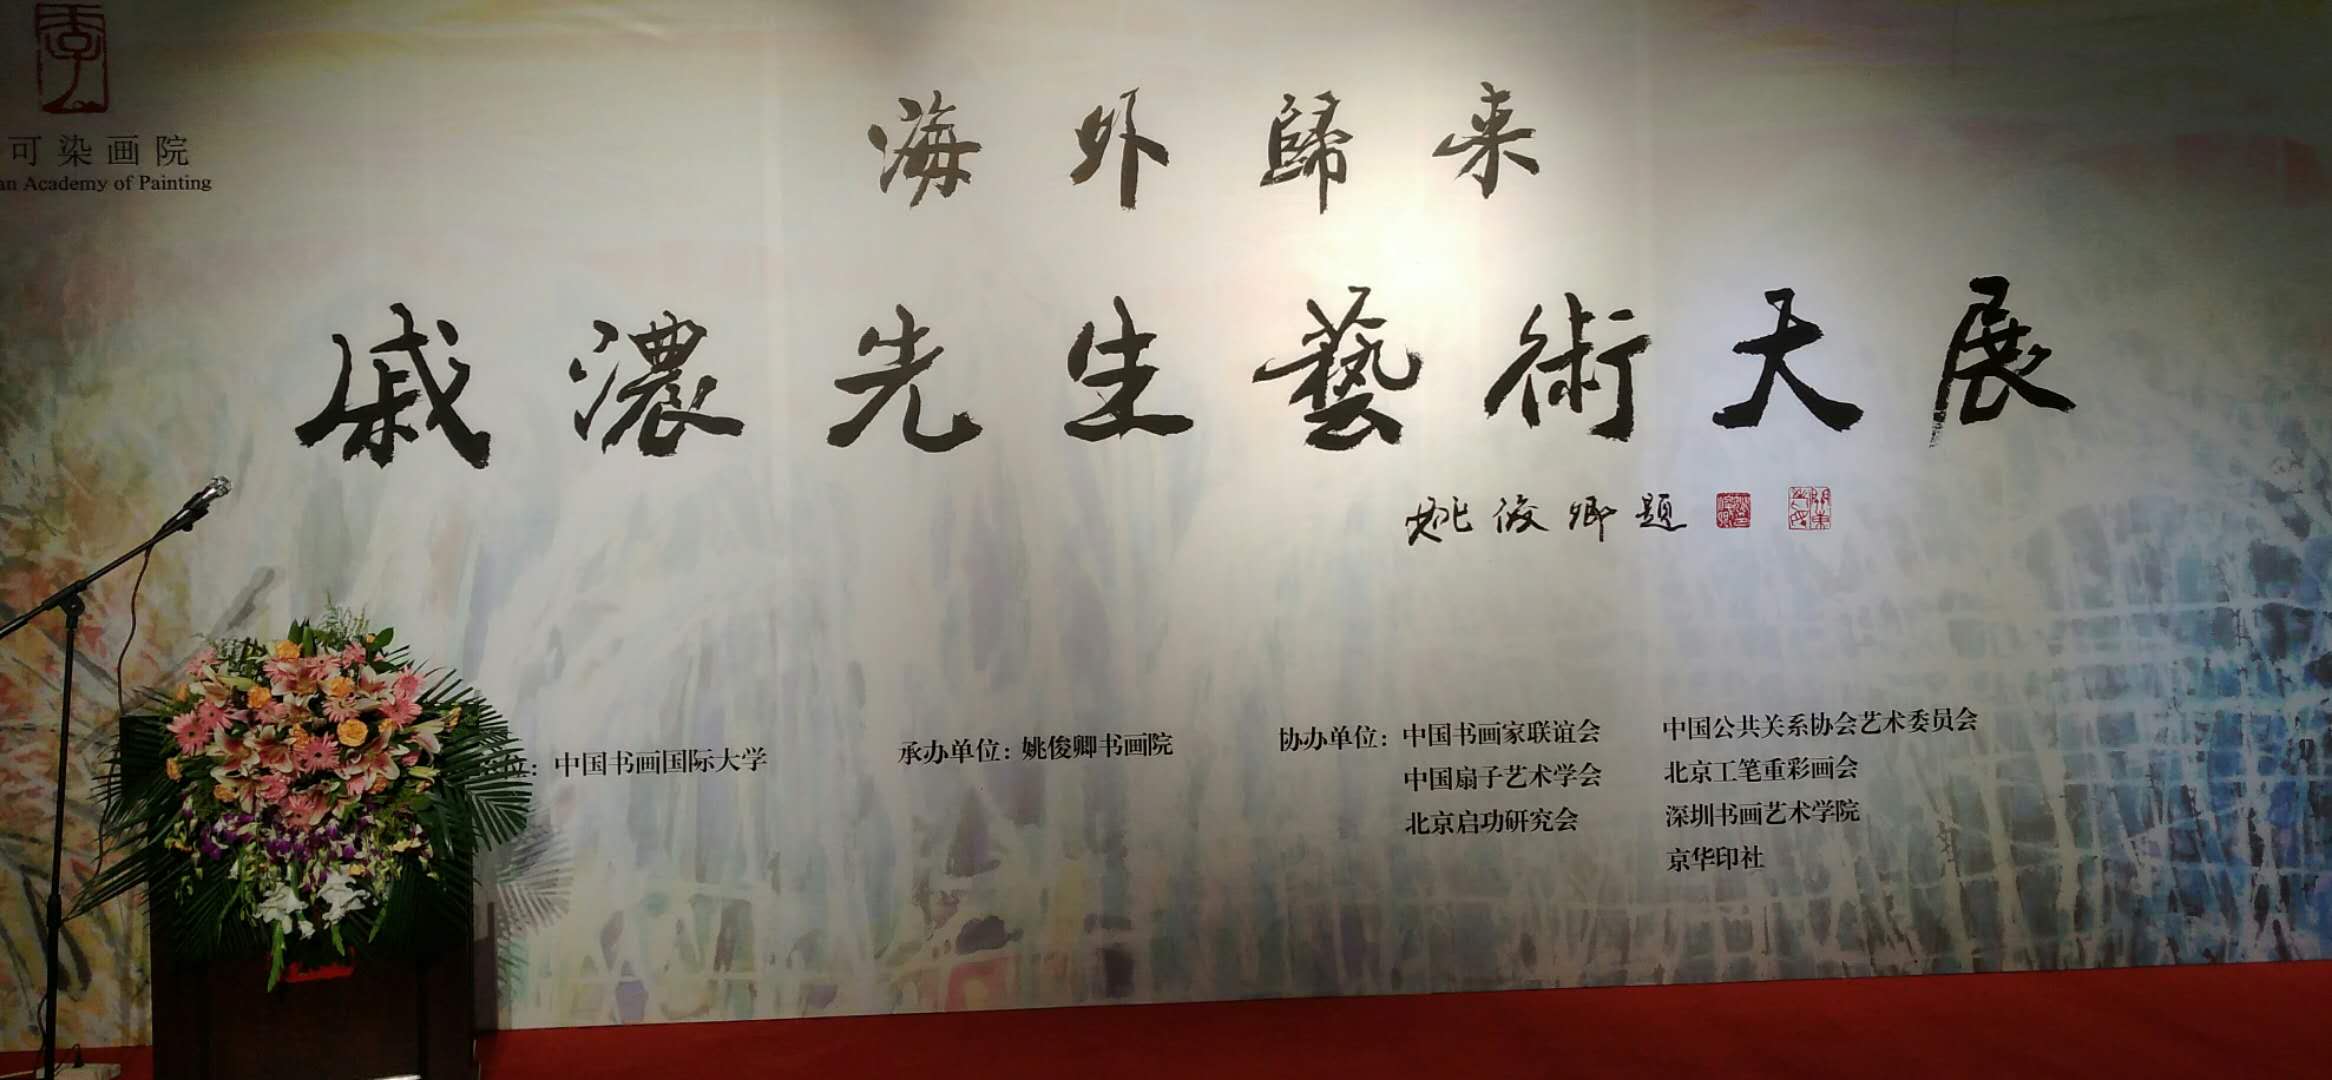 可染画院
an Academy of Painting
海外歸来
戚濃先生藝術大展
姚俊卿题
位：中国书画国际大学
承办单位：姚俊卿书画院
协办单位：中国书画家联谊会
中国扇子艺术学会
北京启功研究会
中国公共关系协会艺术委员会
北京工笔重彩画会
深圳书画艺术学院
京华印社